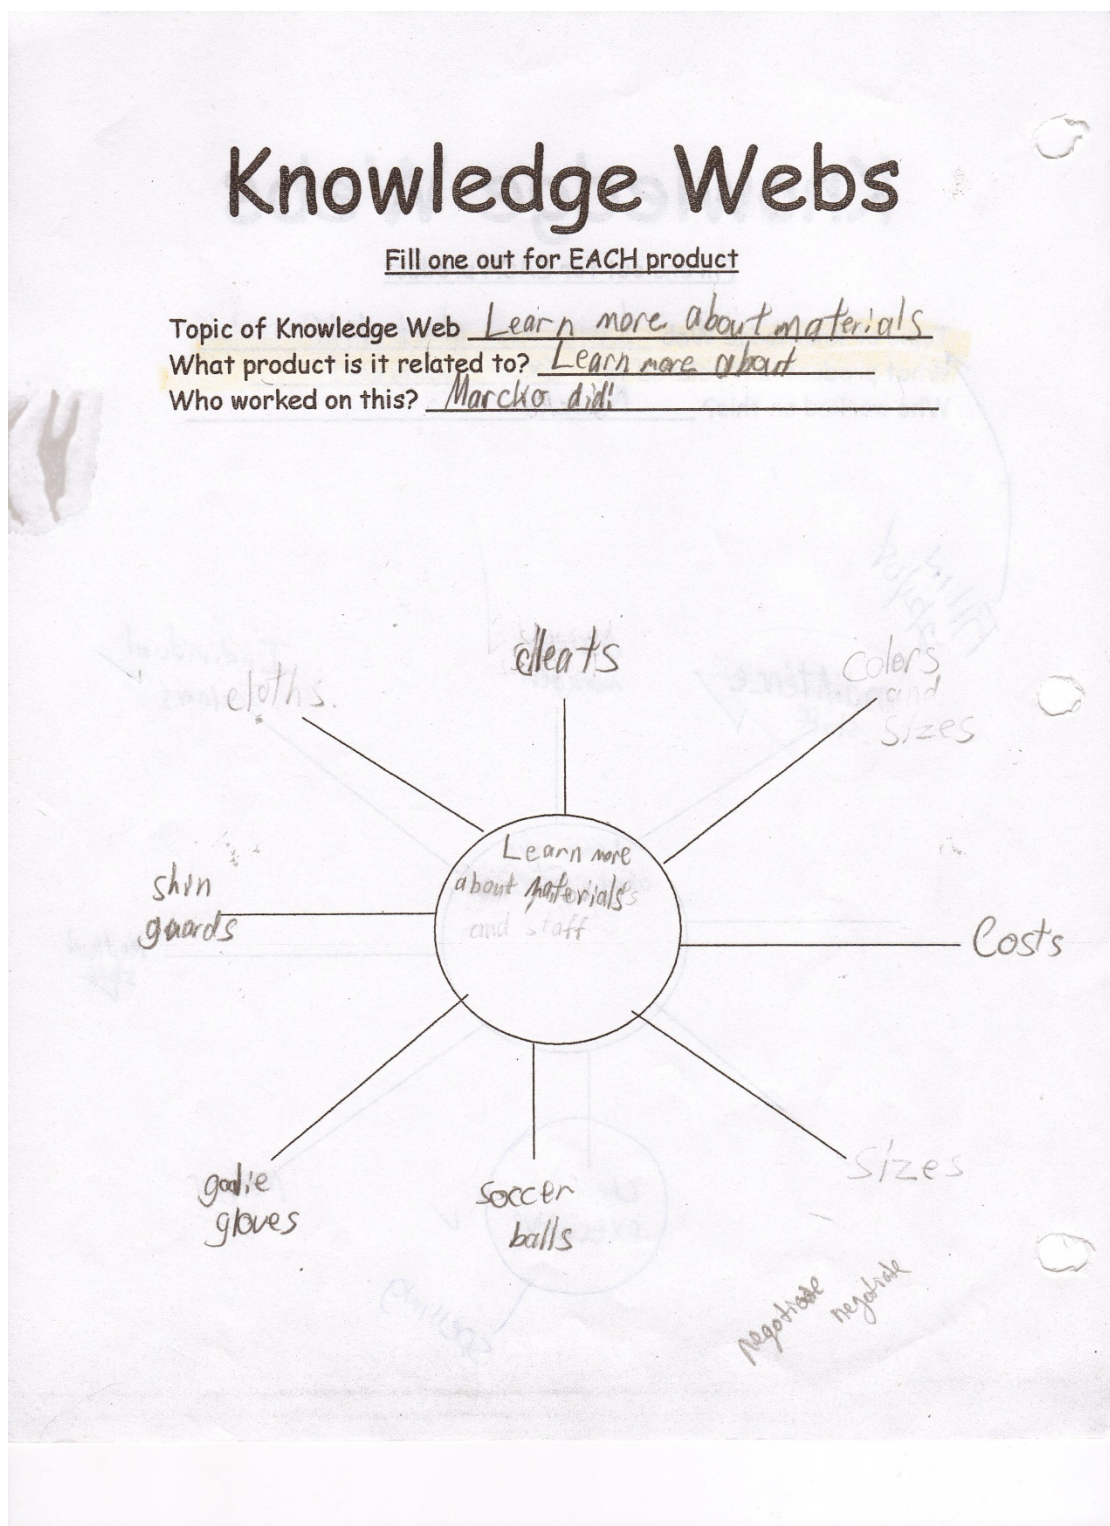 Knowledge Webs
Fill one out for EACH product
Topic of Knowledge Web Learn more about materials
What product is it related to? Learn more about
Who worked on this? Marcko did!
cleats
cloths.
colors
and
sizes
Learn more
about materials
and staff
shin
guards
Costs
goalie
gloves
soccer
balls
Sizes
negotiate
negotiate